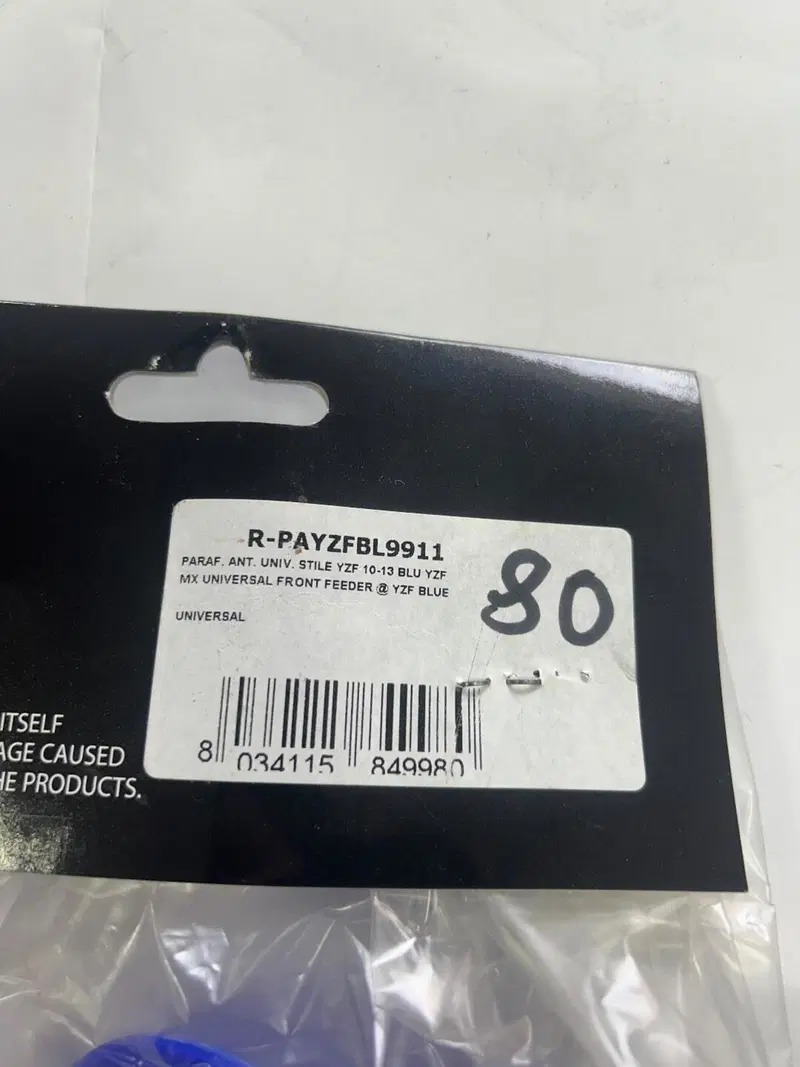 R-PAYZFBL9911
PARAF. ANT. UNIV. STILE YZF 10-13 BLU YZF
MX UNIVERSAL FRONT FEEDER @ YZF BLUE
80
UNIVERSAL
8 034115 849980
ITSELF
AGE CAUSED
HE PRODUCTS.